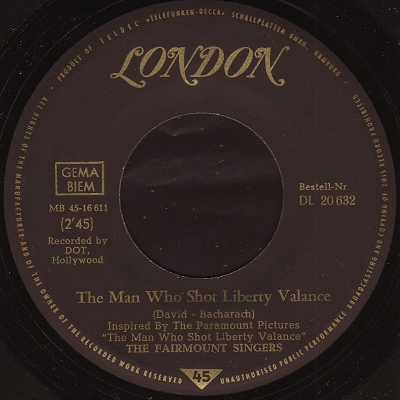 PRODUCT OF TELDEC »TELEFUNKEN-DECCA« SCHALLPLATTEN GMBH. HAMBURG
LONDON
GEMA
BIEM
MB 45-16 611
(2'45)
Recorded by
DOT,
Hollywood
Bestell-Nr
DL 20 632
The Man Who Shot Liberty Valance
(David - Bacharach)
Inspired By The Paramount Pictures
"The Man Who Shot Liberty Valance"
THE FAIRMOUNT SINGERS
45
ALL RIGHTS OF THE MANUFACTURER AND OF THE OWNER OF THE RECORDED WORK RESERVED
UNAUTHORISED PUBLIC PERFORMANCE BROADCASTING AND COPYING OF THIS RECORD PROHIBITED